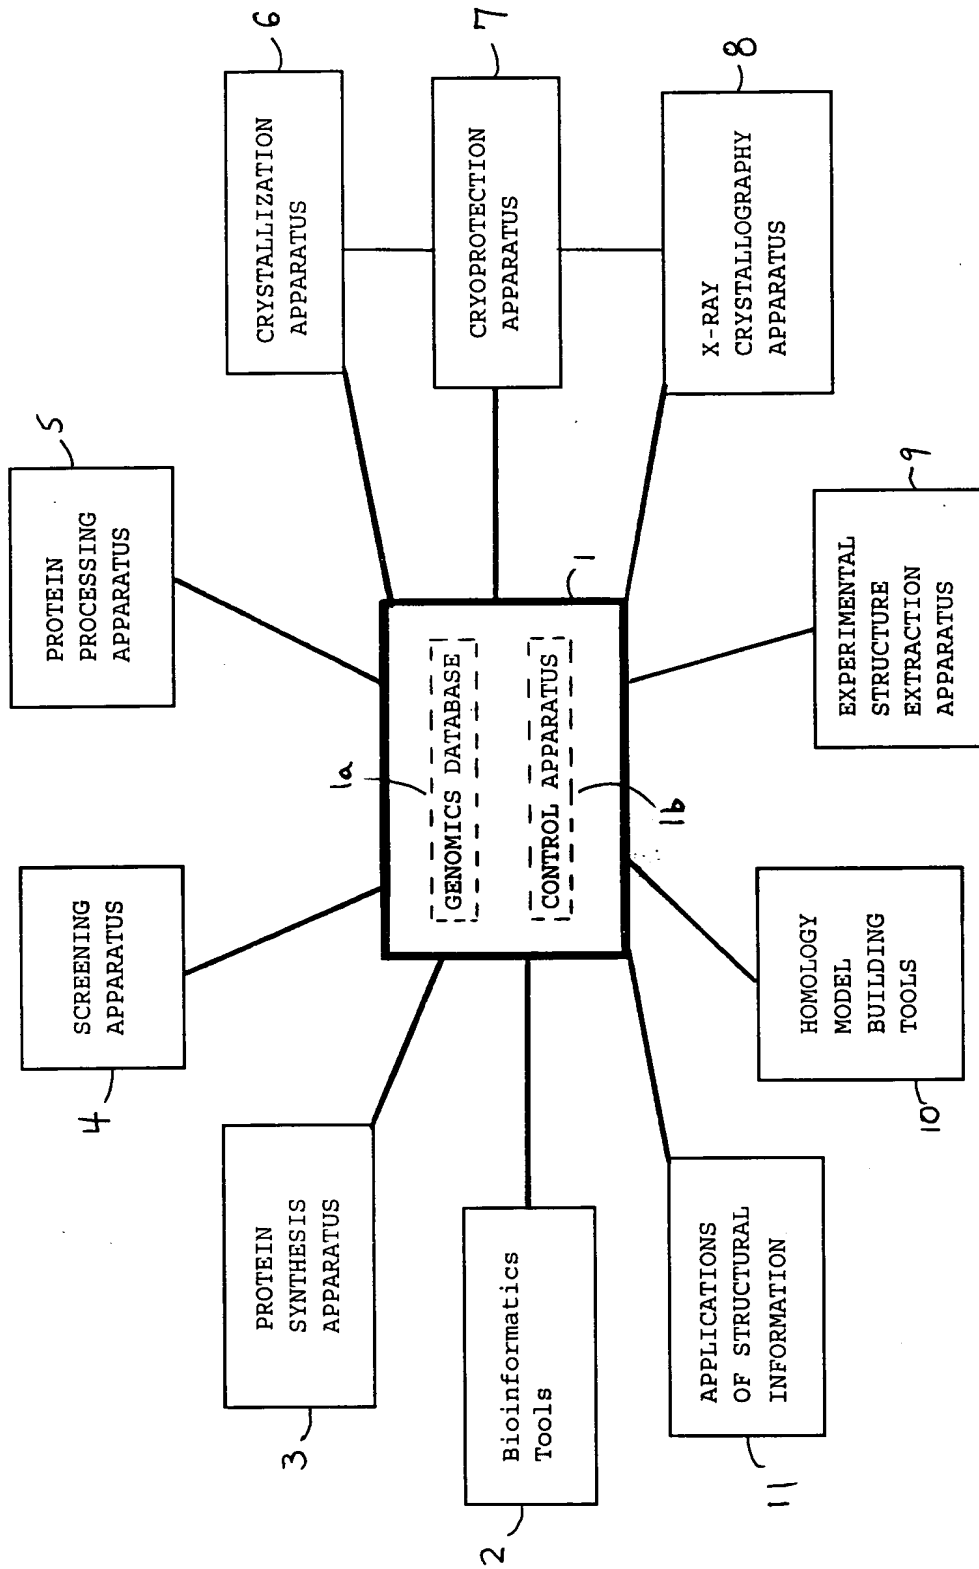 PROTEIN
PROCESSING
APPARATUS
5
SCREENING
APPARATUS
4
CRYSTALLIZATION
APPARATUS
6
PROTEIN
SYNTHESIS
APPARATUS
3
1a
GENOMICS DATABASE
CONTROL APPARATUS
1b
1
CRYOPROTECTION
APPARATUS
7
Bioinformatics
Tools
2
X-RAY
CRYSTALLOGRAPHY
APPARATUS
8
APPLICATIONS
OF STRUCTURAL
INFORMATION
11
HOMOLOGY
MODEL
BUILDING
TOOLS
10
EXPERIMENTAL
STRUCTURE
EXTRACTION
APPARATUS
9